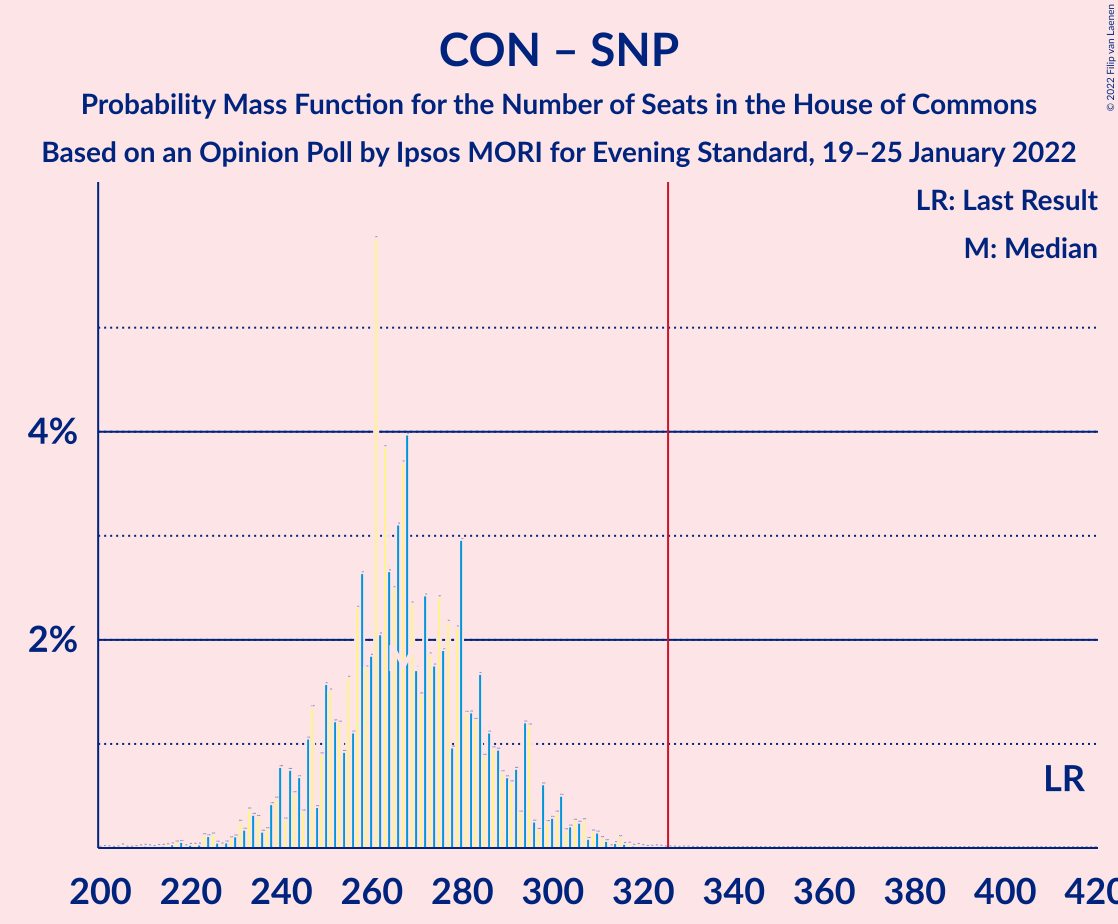 CON – SNP
Probability Mass Function for the Number of Seats in the House of Commons
Based on an Opinion Poll by Ipsos MORI for Evening Standard, 19–25 January 2022
© 2022 Filip van Laenen
LR: Last Result
M: Median
4%
2%
M
LR
200 220 240 260 280 300 320 340 360 380 400 420